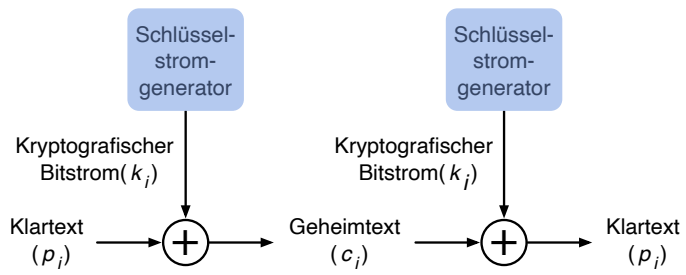 Schlüssel-
strom-
generator
Schlüssel-
strom-
generator
Kryptografischer
Bitstrom(k_i)
Kryptografischer
Bitstrom(k_i)
Klartext
(p_i)
+
Geheimtext
(c_i)
+
Klartext
(p_i)